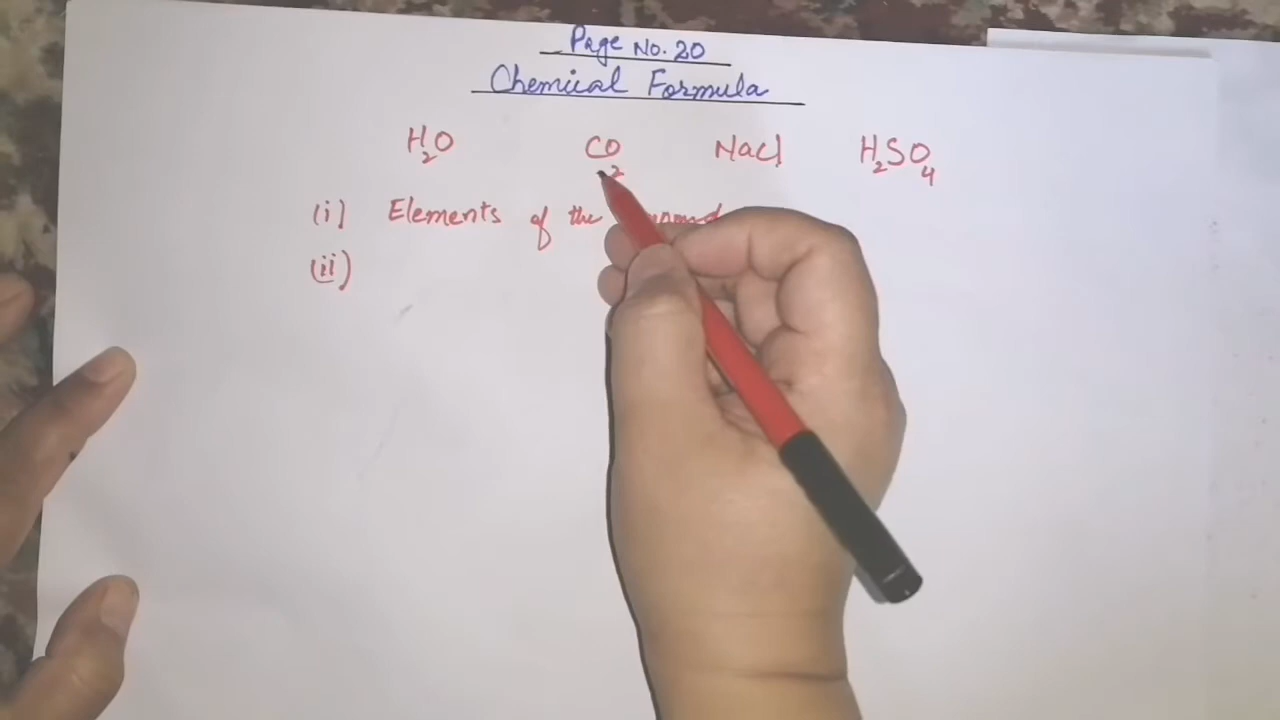 Page No. 20
Chemical Formula
H₂O CO₂ NaCl H₂SO₄
(i) Elements of the
(ii)